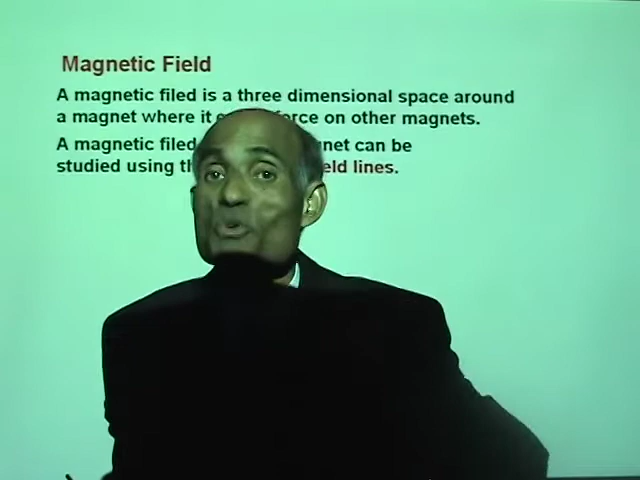 Magnetic Field
A magnetic filed is a three dimensional space around
a magnet where it force on other magnets.
A magnetic filed can be
studied using field lines.